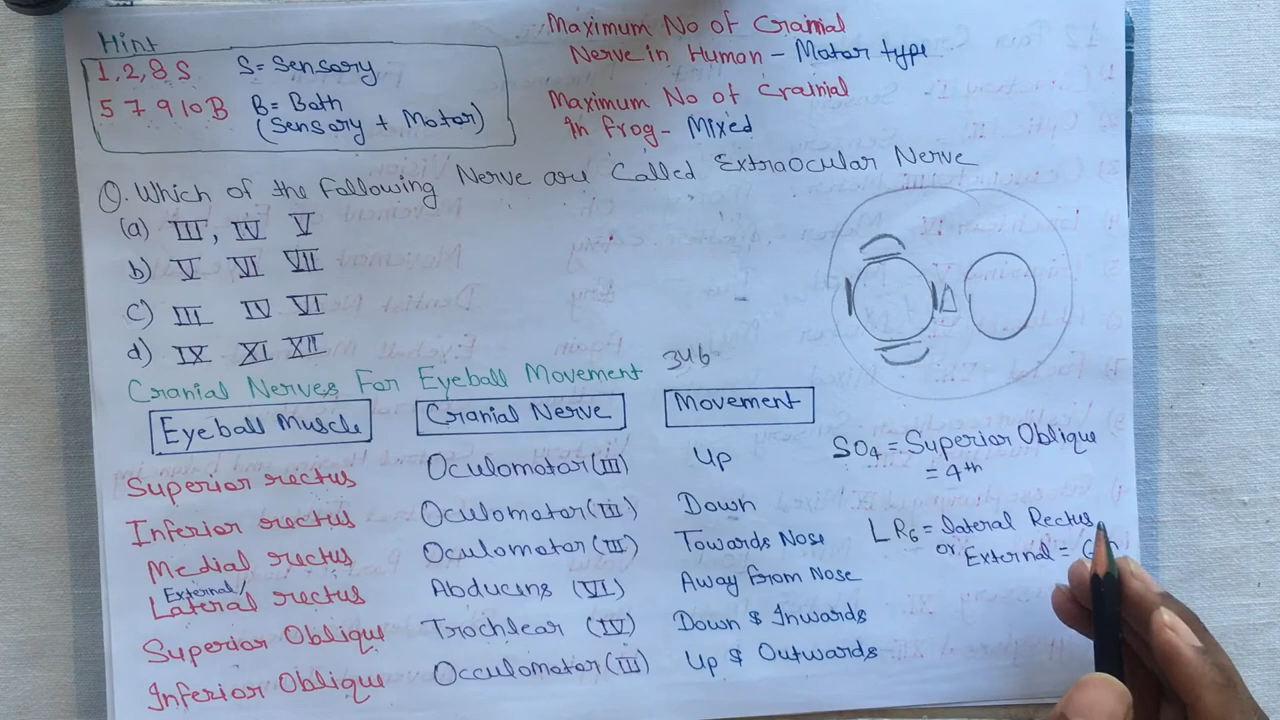 Hint
1,2,8 S S = Sensory
5 7 9 10 B B = Both
(Sensory + Motor)
Maximum No of Crainial
Nerve in Human - Motor type
Maximum No of Crainial
in frog - Mixed
Q. Which of the following Nerve are Called Extraocular Nerve
(a) III, IV V
b) V VI VII
c) III IV VI
d) IX XI XII
Cranial Nerves For Eyeball Movement 346
Eyeball Muscle Cranial Nerve Movement
Superior rectus Oculomotor (III) Up
Inferior rectus Oculomotor (III) Down
Medial rectus Oculomotor (III) Towards Nose
External/
Lateral rectus Abducens (VI) Away from Nose
Superior Oblique Trochlear (IV) Down & Inwards
Inferior Oblique Occulomotor (III) Up & Outwards
SO4 = Superior Oblique
= 4th
LR6 = lateral Rectus
or External =